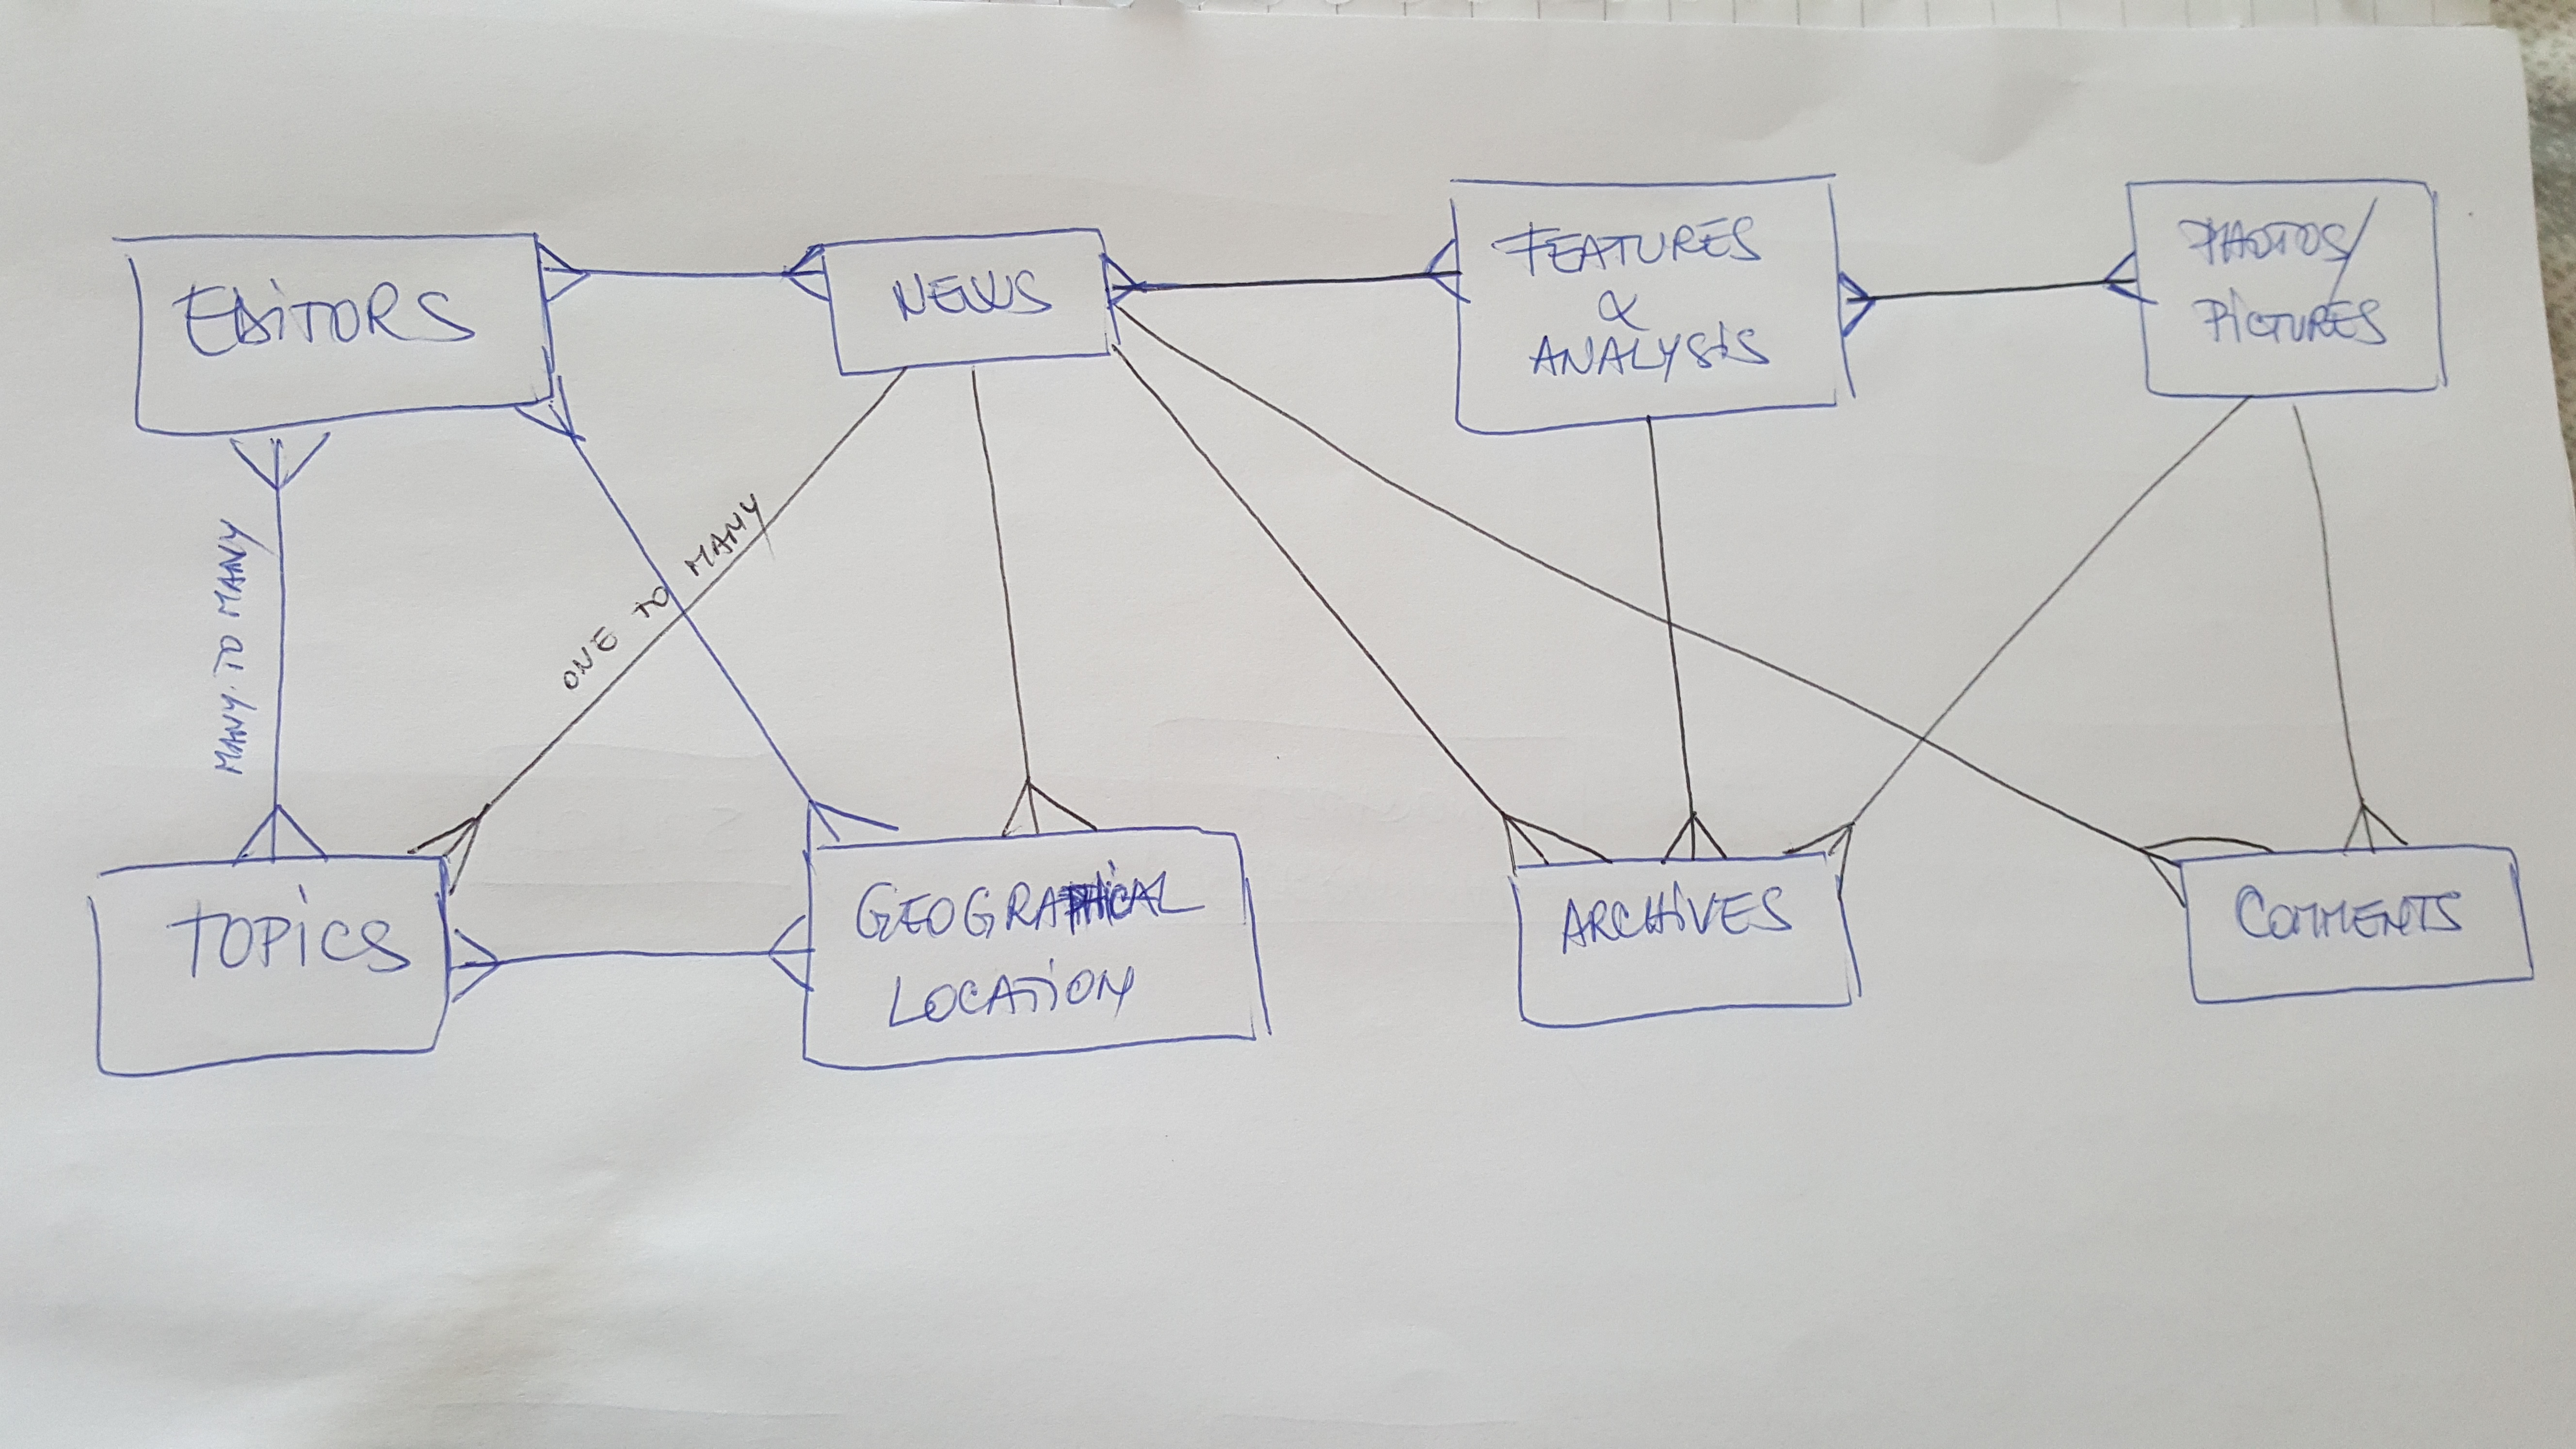 EDITORS
NEWS
FEATURES
&
ANALYSIS
PHOTOS/
PICTURES
MANY TO MANY
ONE TO MANY
TOPICS
GEOGRAPHICAL
LOCATION
ARCHIVES
COMMENTS